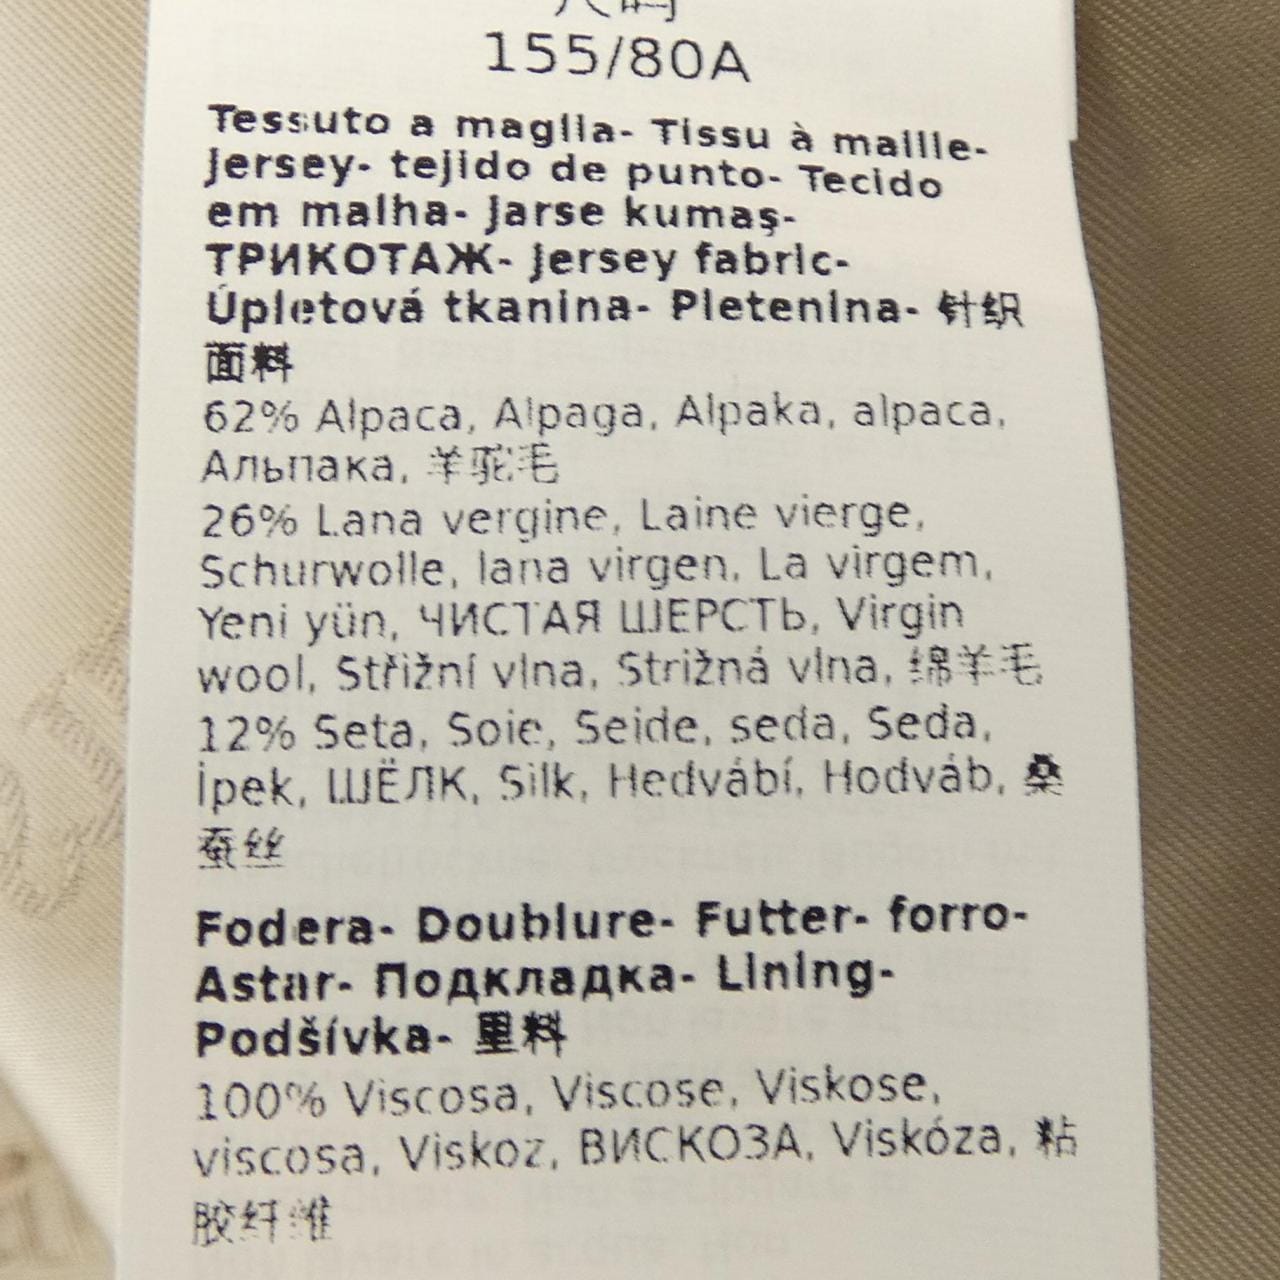 尺码
155/80A
Tessuto a maglia- Tissu à maille-
Jersey- tejido de punto- Tecido
em malha- Jarse kumaş-
ТРИКОТАЖ- Jersey fabric-
Úpletová tkanina- Pletenina- 针织
面料
62% Alpaca, Alpaga, Alpaka, alpaca,
Альпака, 羊驼毛
26% Lana vergine, Laine vierge,
Schurwolle, lana virgen, La virgem,
Yeni yün, ЧИСТАЯ ШЕРСТЬ, Virgin
wool, Střižní vlna, Strižná vlna, 绵羊毛
12% Seta, Soie, Seide, seda, Seda,
İpek, ШЁЛК, Silk, Hedvábí, Hodváb, 桑
蚕丝
Fodera- Doublure- Futter- forro-
Astar- Подкладка- Lining-
Podšívka- 里料
100% Viscosa, Viscose, Viskose,
viscosa, Viskoz, ВИСКОЗА, Viskóza, 粘
胶纤维